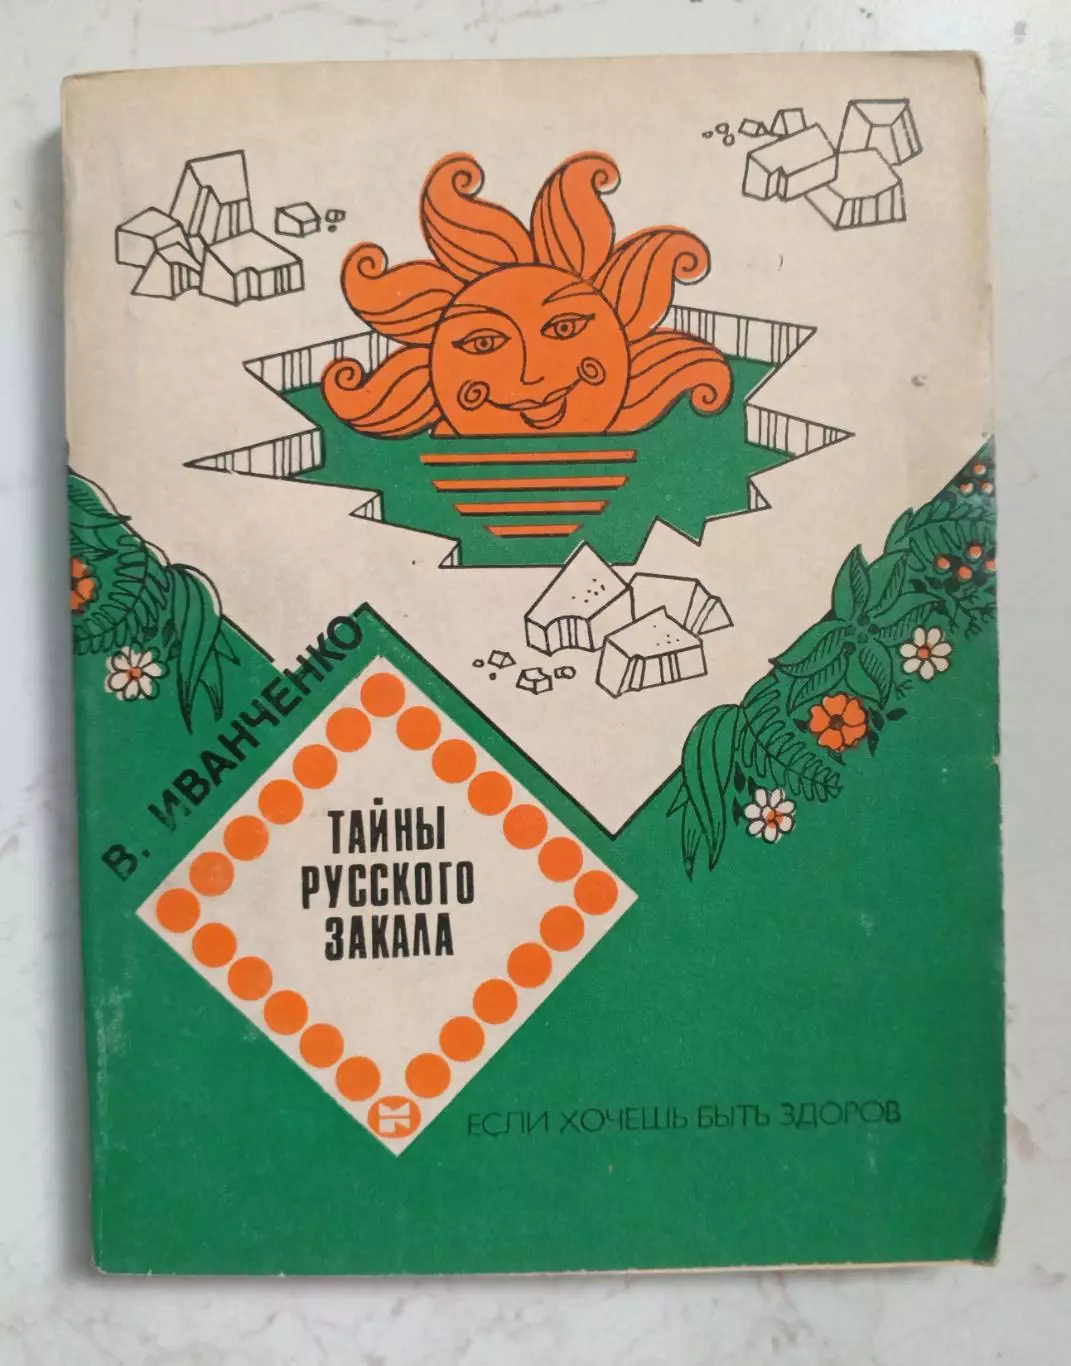 В. ИВАНЧЕНКО
ТАЙНЫ
РУССКОГО
ЗАКАЛА
ЕСЛИ ХОЧЕШЬ БЫТЬ ЗДОРОВ